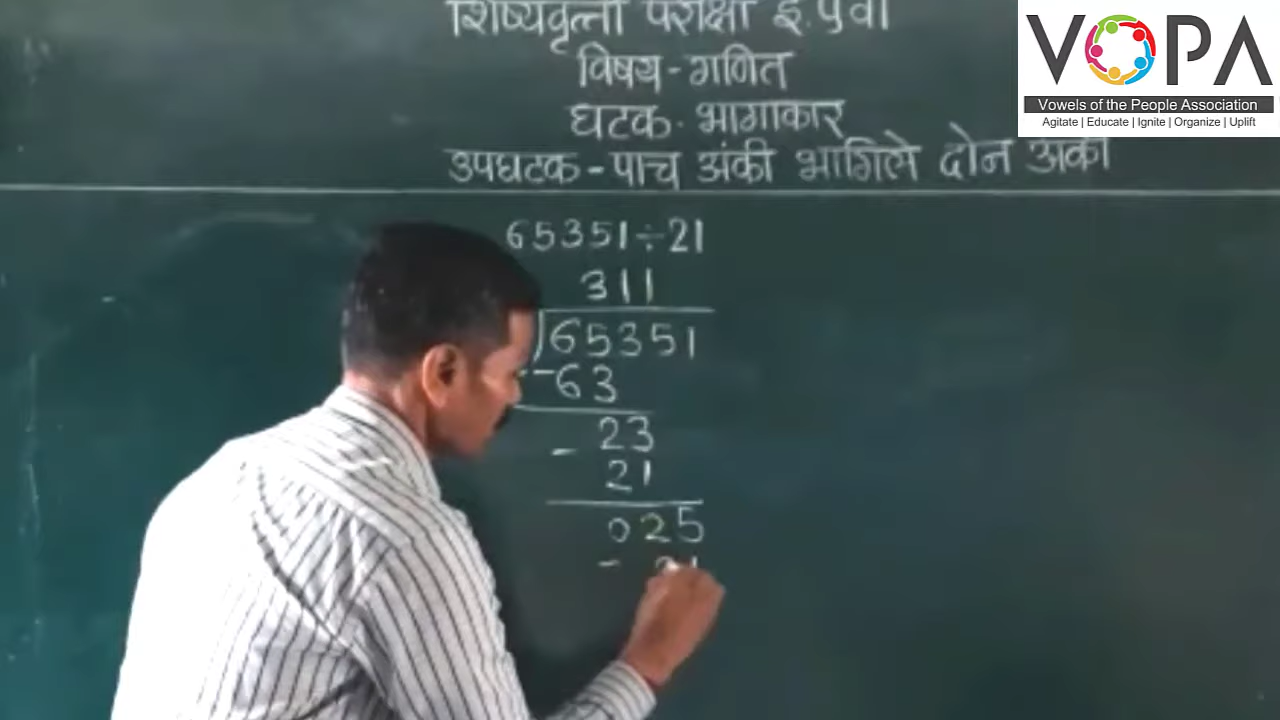 शिष्यवृत्ती परीक्षा इ. ५वी
विषय - गणित
घटक - भागाकार
उपघटक - पाच अंकी भागिले दोन अंकी
VOPA
Vowels of the People Association
Agitate | Educate | Ignite | Organize | Uplift
65351÷21
311
)65351
- 63
23
- 21
025
- 21